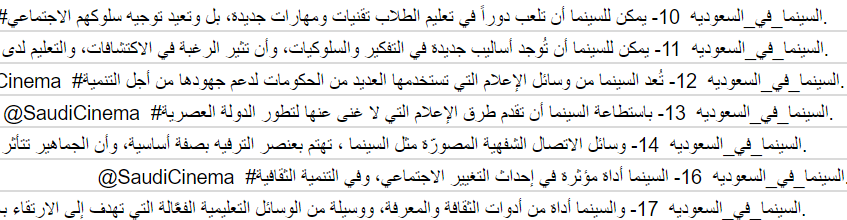 #السينما_في_السعوديه 10- يمكن للسينما أن تلعب دوراً في تعليم الطلاب تقنيات ومهارات جديدة، بل وتعيد توجيه سلوكهم الاجتماعي.
السينما_في_السعوديه 11- يمكن للسينما أن تُوجد أساليب جديدة في التفكير والسلوكيات، وأن تثير الرغبة في الاكتشافات، والتعليم لدى.
#السينما_في_السعوديه 12- تُعد السينما من وسائل الإعلام التي تستخدمها العديد من الحكومات لدعم جهودها من أجل التنمية Cinema.
#السينما_في_السعوديه 13- باستطاعة السينما أن تقدم طرق الإعلام التي لا غنى عنها لتطور الدولة العصرية @SaudiCinema.
السينما_في_السعوديه 14- وسائل الاتصال الشفهية المصورّة مثل السينما ، تهتم بعنصر الترفيه بصفة أساسية، وأن الجماهير تتأثر.
#السينما_في_السعوديه 16- السينما أداة مؤثرة في إحداث التغيير الاجتماعي، وفي التنمية الثقافية @SaudiCinema.
السينما_في_السعوديه 17- والسينما أداة من أدوات الثقافة والمعرفة، ووسيلة من الوسائل التعليمية الفعّالة التي تهدف إلى الارتقاء.